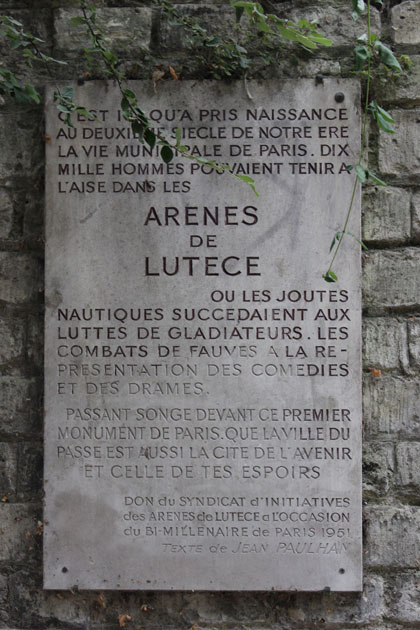 C'EST ICI QU'A PRIS NAISSANCE
AU DEUXIEME SIECLE DE NOTRE ERE
LA VIE MUNICIPALE DE PARIS. DIX
MILLE HOMMES POUVAIENT TENIR A
L'AISE DANS LES
ARENES
DE
LUTECE
OU LES JOUTES
NAUTIQUES SUCCEDAIENT AUX
LUTTES DE GLADIATEURS. LES
COMBATS DE FAUVES A LA RE-
PRESENTATION DES COMEDIES
ET DES DRAMES.
PASSANT SONGE DEVANT CE PREMIER
MONUMENT DE PARIS. QUE LA VILLE DU
PASSE EST AUSSI LA CITE DE L'AVENIR
ET CELLE DE TES ESPOIRS
DON du SYNDICAT d'INITIATIVES
des ARENES de LUTECE a L'OCCASION
du BI-MILLENAIRE de PARIS 1951
TEXTE de JEAN PAULHAN